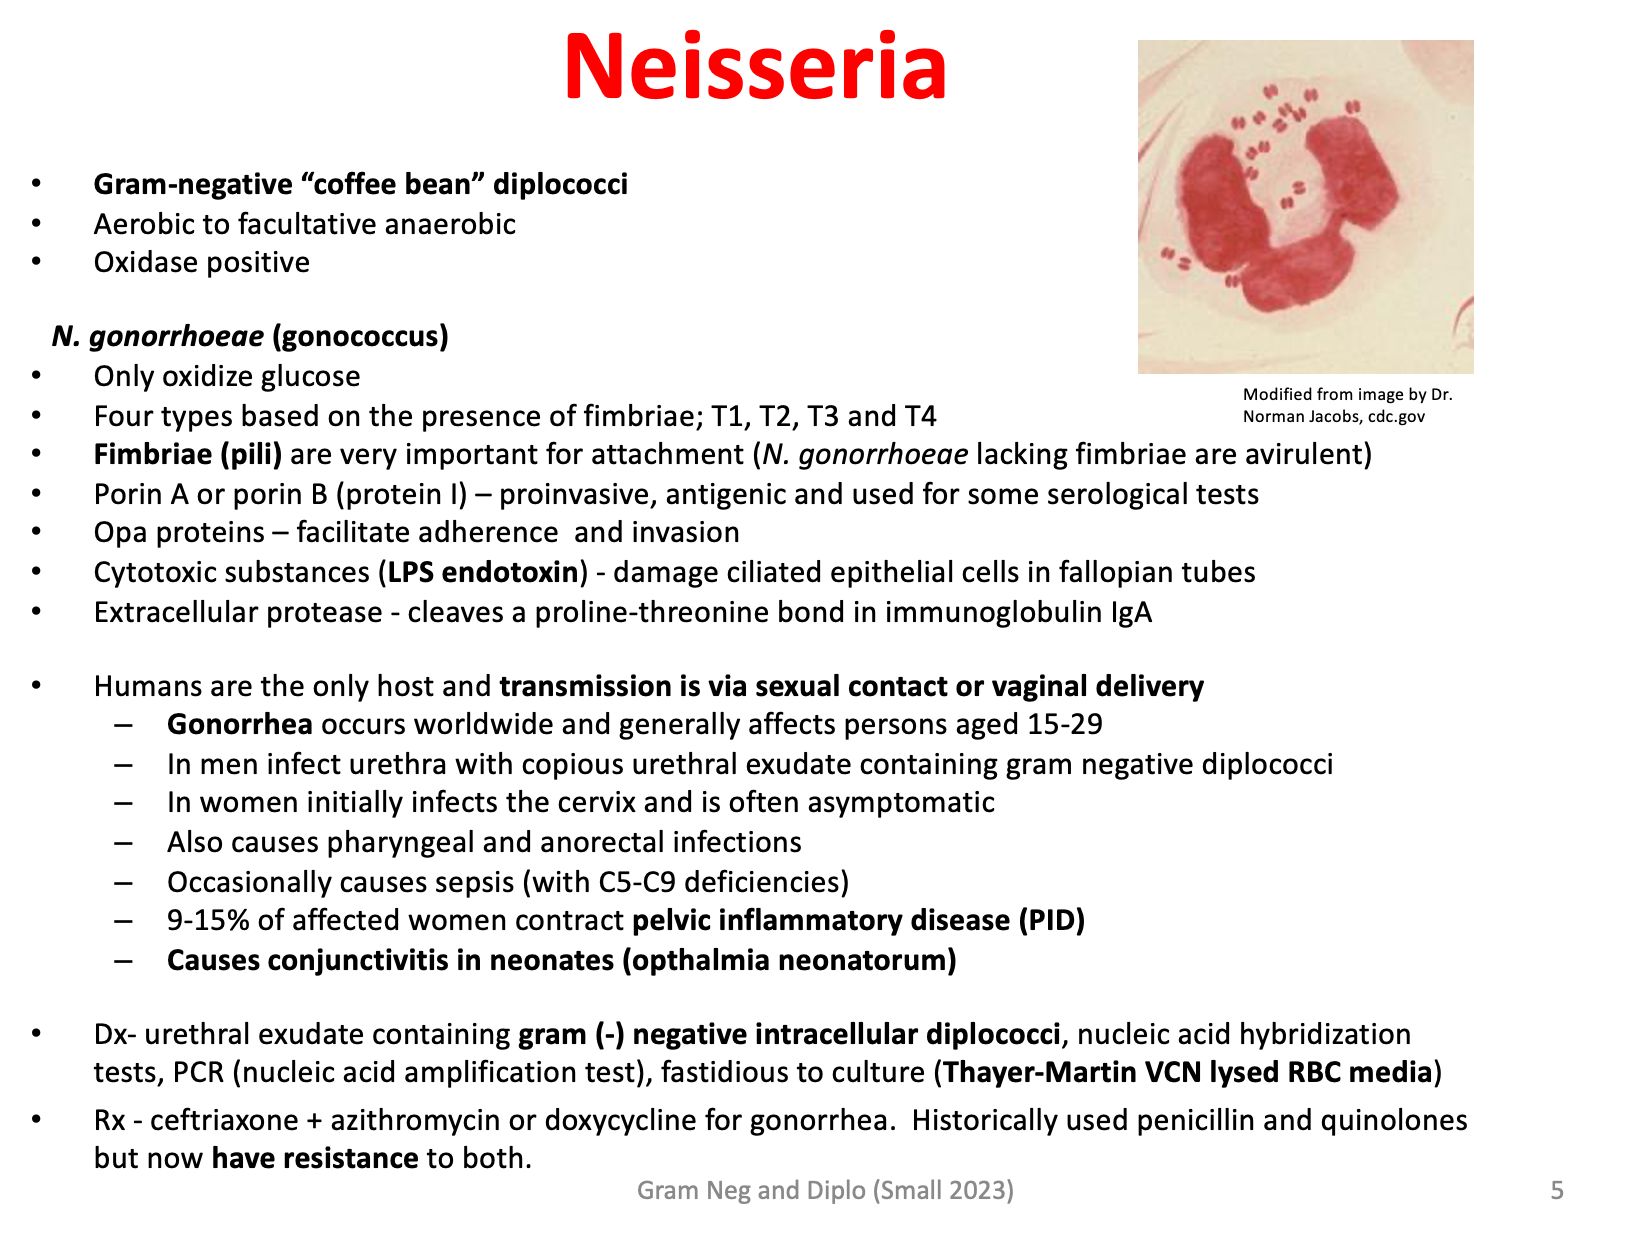 Neisseria
• Gram-negative “coffee bean” diplococci
• Aerobic to facultative anaerobic
• Oxidase positive
N. gonorrhoeae (gonococcus)
• Only oxidize glucose
• Four types based on the presence of fimbriae; T1, T2, T3 and T4
Modified from image by Dr.
Norman Jacobs, cdc.gov
• Fimbriae (pili) are very important for attachment (N. gonorrhoeae lacking fimbriae are avirulent)
• Porin A or porin B (protein I) – proinvasive, antigenic and used for some serological tests
• Opa proteins – facilitate adherence  and invasion
• Cytotoxic substances (LPS endotoxin) - damage ciliated epithelial cells in fallopian tubes
• Extracellular protease - cleaves a proline-threonine bond in immunoglobulin IgA
• Humans are the only host and transmission is via sexual contact or vaginal delivery
– Gonorrhea occurs worldwide and generally affects persons aged 15-29
– In men infect urethra with copious urethral exudate containing gram negative diplococci
– In women initially infects the cervix and is often asymptomatic
– Also causes pharyngeal and anorectal infections
– Occasionally causes sepsis (with C5-C9 deficiencies)
– 9-15% of affected women contract pelvic inflammatory disease (PID)
– Causes conjunctivitis in neonates (opthalmia neonatorum)
• Dx- urethral exudate containing gram (-) negative intracellular diplococci, nucleic acid hybridization
tests, PCR (nucleic acid amplification test), fastidious to culture (Thayer-Martin VCN lysed RBC media)
• Rx - ceftriaxone + azithromycin or doxycycline for gonorrhea.  Historically used penicillin and quinolones
but now have resistance to both.
Gram Neg and Diplo (Small 2023)
5